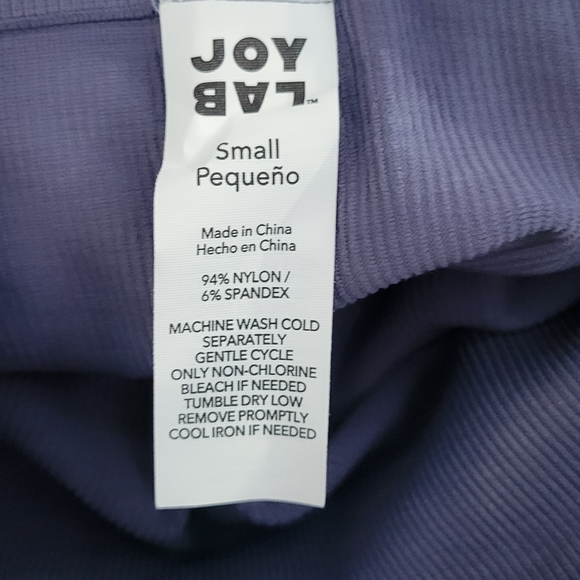 JOY
LAB™
Small
Pequeño
Made in China
Hecho en China
94% NYLON /
6% SPANDEX
MACHINE WASH COLD
SEPARATELY
GENTLE CYCLE
ONLY NON-CHLORINE
BLEACH IF NEEDED
TUMBLE DRY LOW
REMOVE PROMPTLY
COOL IRON IF NEEDED